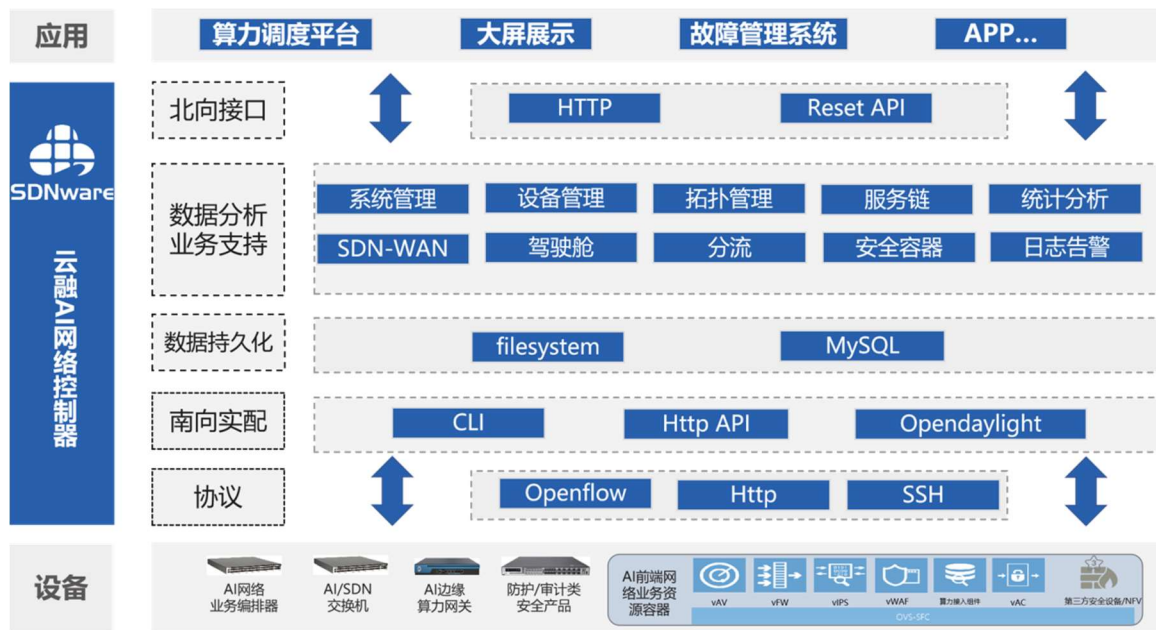 应用
算力调度平台
大屏展示
故障管理系统
APP...
SDNware
云融AI网络控制器
北向接口
HTTP
Reset API
数据分析
业务支持
系统管理
设备管理
拓扑管理
服务链
统计分析
SDN-WAN
驾驶舱
分流
安全容器
日志告警
数据持久化
filesystem
MySQL
南向实配
CLI
Http API
Opendaylight
协议
Openflow
Http
SSH
设备
AI网络
业务编排器
AI/SDN
交换机
AI边缘
算力网关
防护/审计类
安全产品
AI前端网
络业务资
源容器
vAV
vFW
vIPS
vWAF
算力接入组件
vAC
第三方安全设备/NFV
OVS-SFC